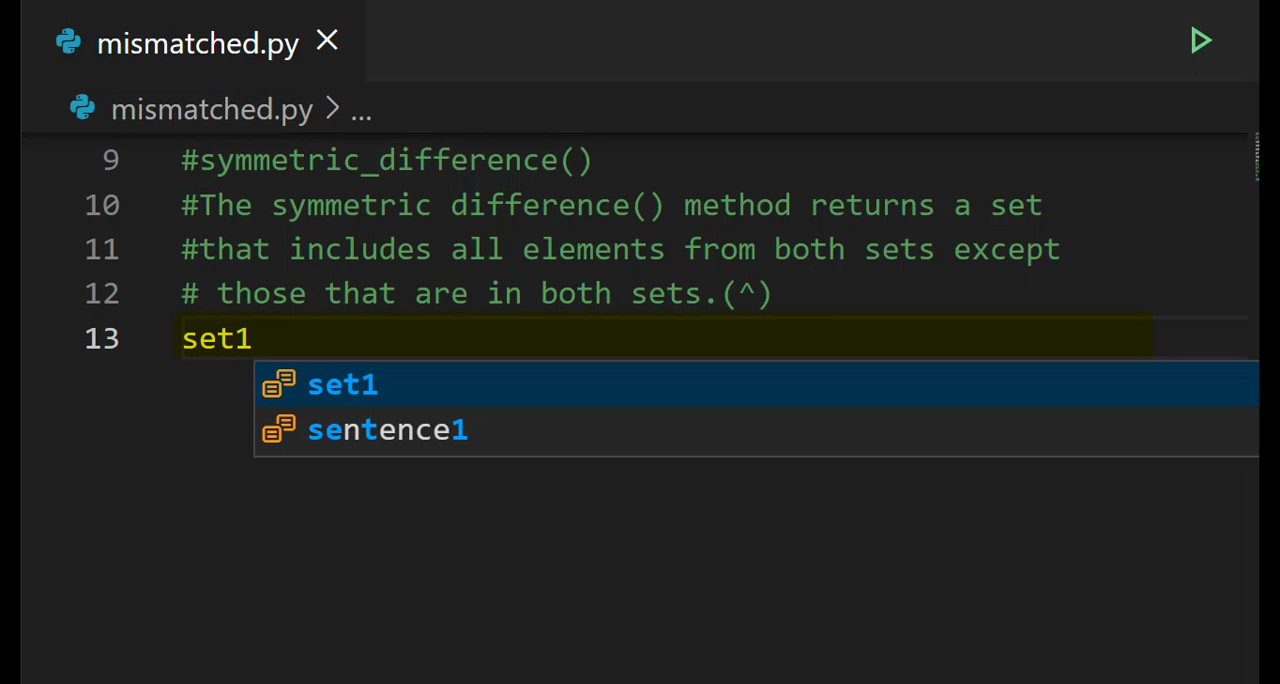 mismatched.py
mismatched.py > ...
9 #symmetric_difference()
10 #The symmetric difference() method returns a set
11 #that includes all elements from both sets except
12 # those that are in both sets.(^)
13 set1
set1
sentence1